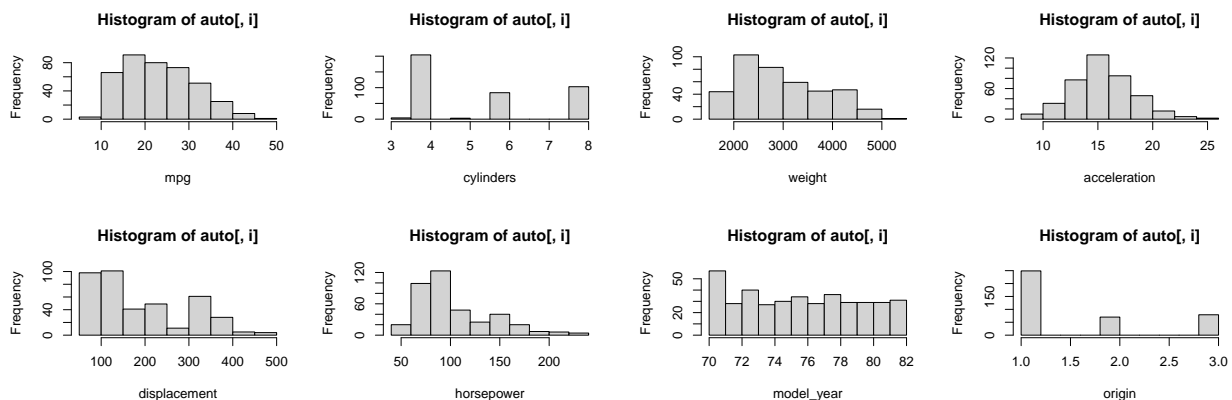 Histogram of auto[, i]
Frequency
0 40 80
10 20 30 40 50
mpg
Histogram of auto[, i]
Frequency
0 100
3 4 5 6 7 8
cylinders
Histogram of auto[, i]
Frequency
0 40 100
2000 3000 4000 5000
weight
Histogram of auto[, i]
Frequency
0 60 120
10 15 20 25
acceleration
Histogram of auto[, i]
Frequency
0 40 100
100 200 300 400 500
displacement
Histogram of auto[, i]
Frequency
0 60 120
50 100 150 200
horsepower
Histogram of auto[, i]
Frequency
0 20 50
70 72 74 76 78 80 82
model_year
Histogram of auto[, i]
Frequency
0 150
1.0 1.5 2.0 2.5 3.0
origin